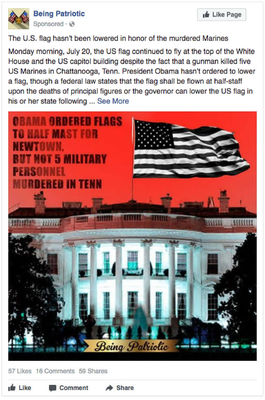 Being Patriotic
Sponsored ·
Like Page
The U.S. flag hasn't been lowered in honor of the murdered Marines
Monday morning, July 20, the US flag continued to fly at the top of the White
House and the US capitol building despite the fact that a gunman killed five
US Marines in Chattanooga, Tenn. President Obama hasn't ordered to lower
a flag, though a federal law states that the flag shall be flown at half-staff
upon the deaths of principal figures or the governor can lower the US flag in
his or her state following ... See More
OBAMA ORDERED FLAGS
TO HALF MAST FOR
NEWTOWN,
BUT NOT 5 MILITARY
PERSONNEL
MURDERED IN TENN
Being Patriotic
57 Likes 18 Comments 59 Shares
Like Comment Share